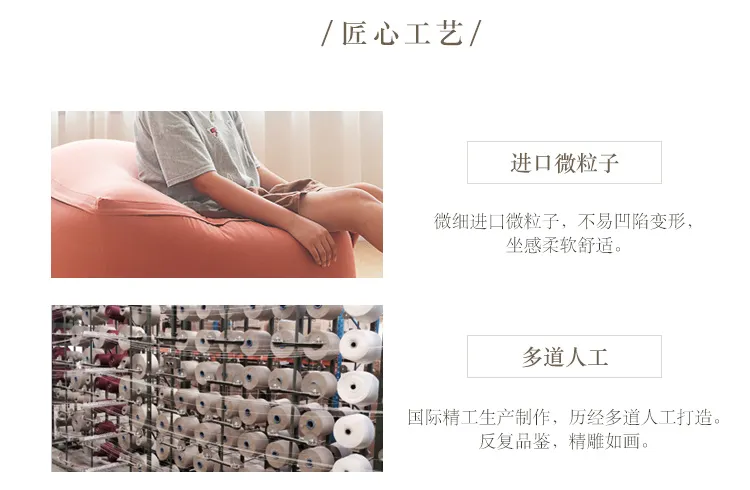 /匠心工艺/
进口微粒子
微细进口微粒子，不易凹陷变形，
坐感柔软舒适。
多道人工
国际精工生产制作，历经多道人工打造。
反复品鉴，精雕如画。